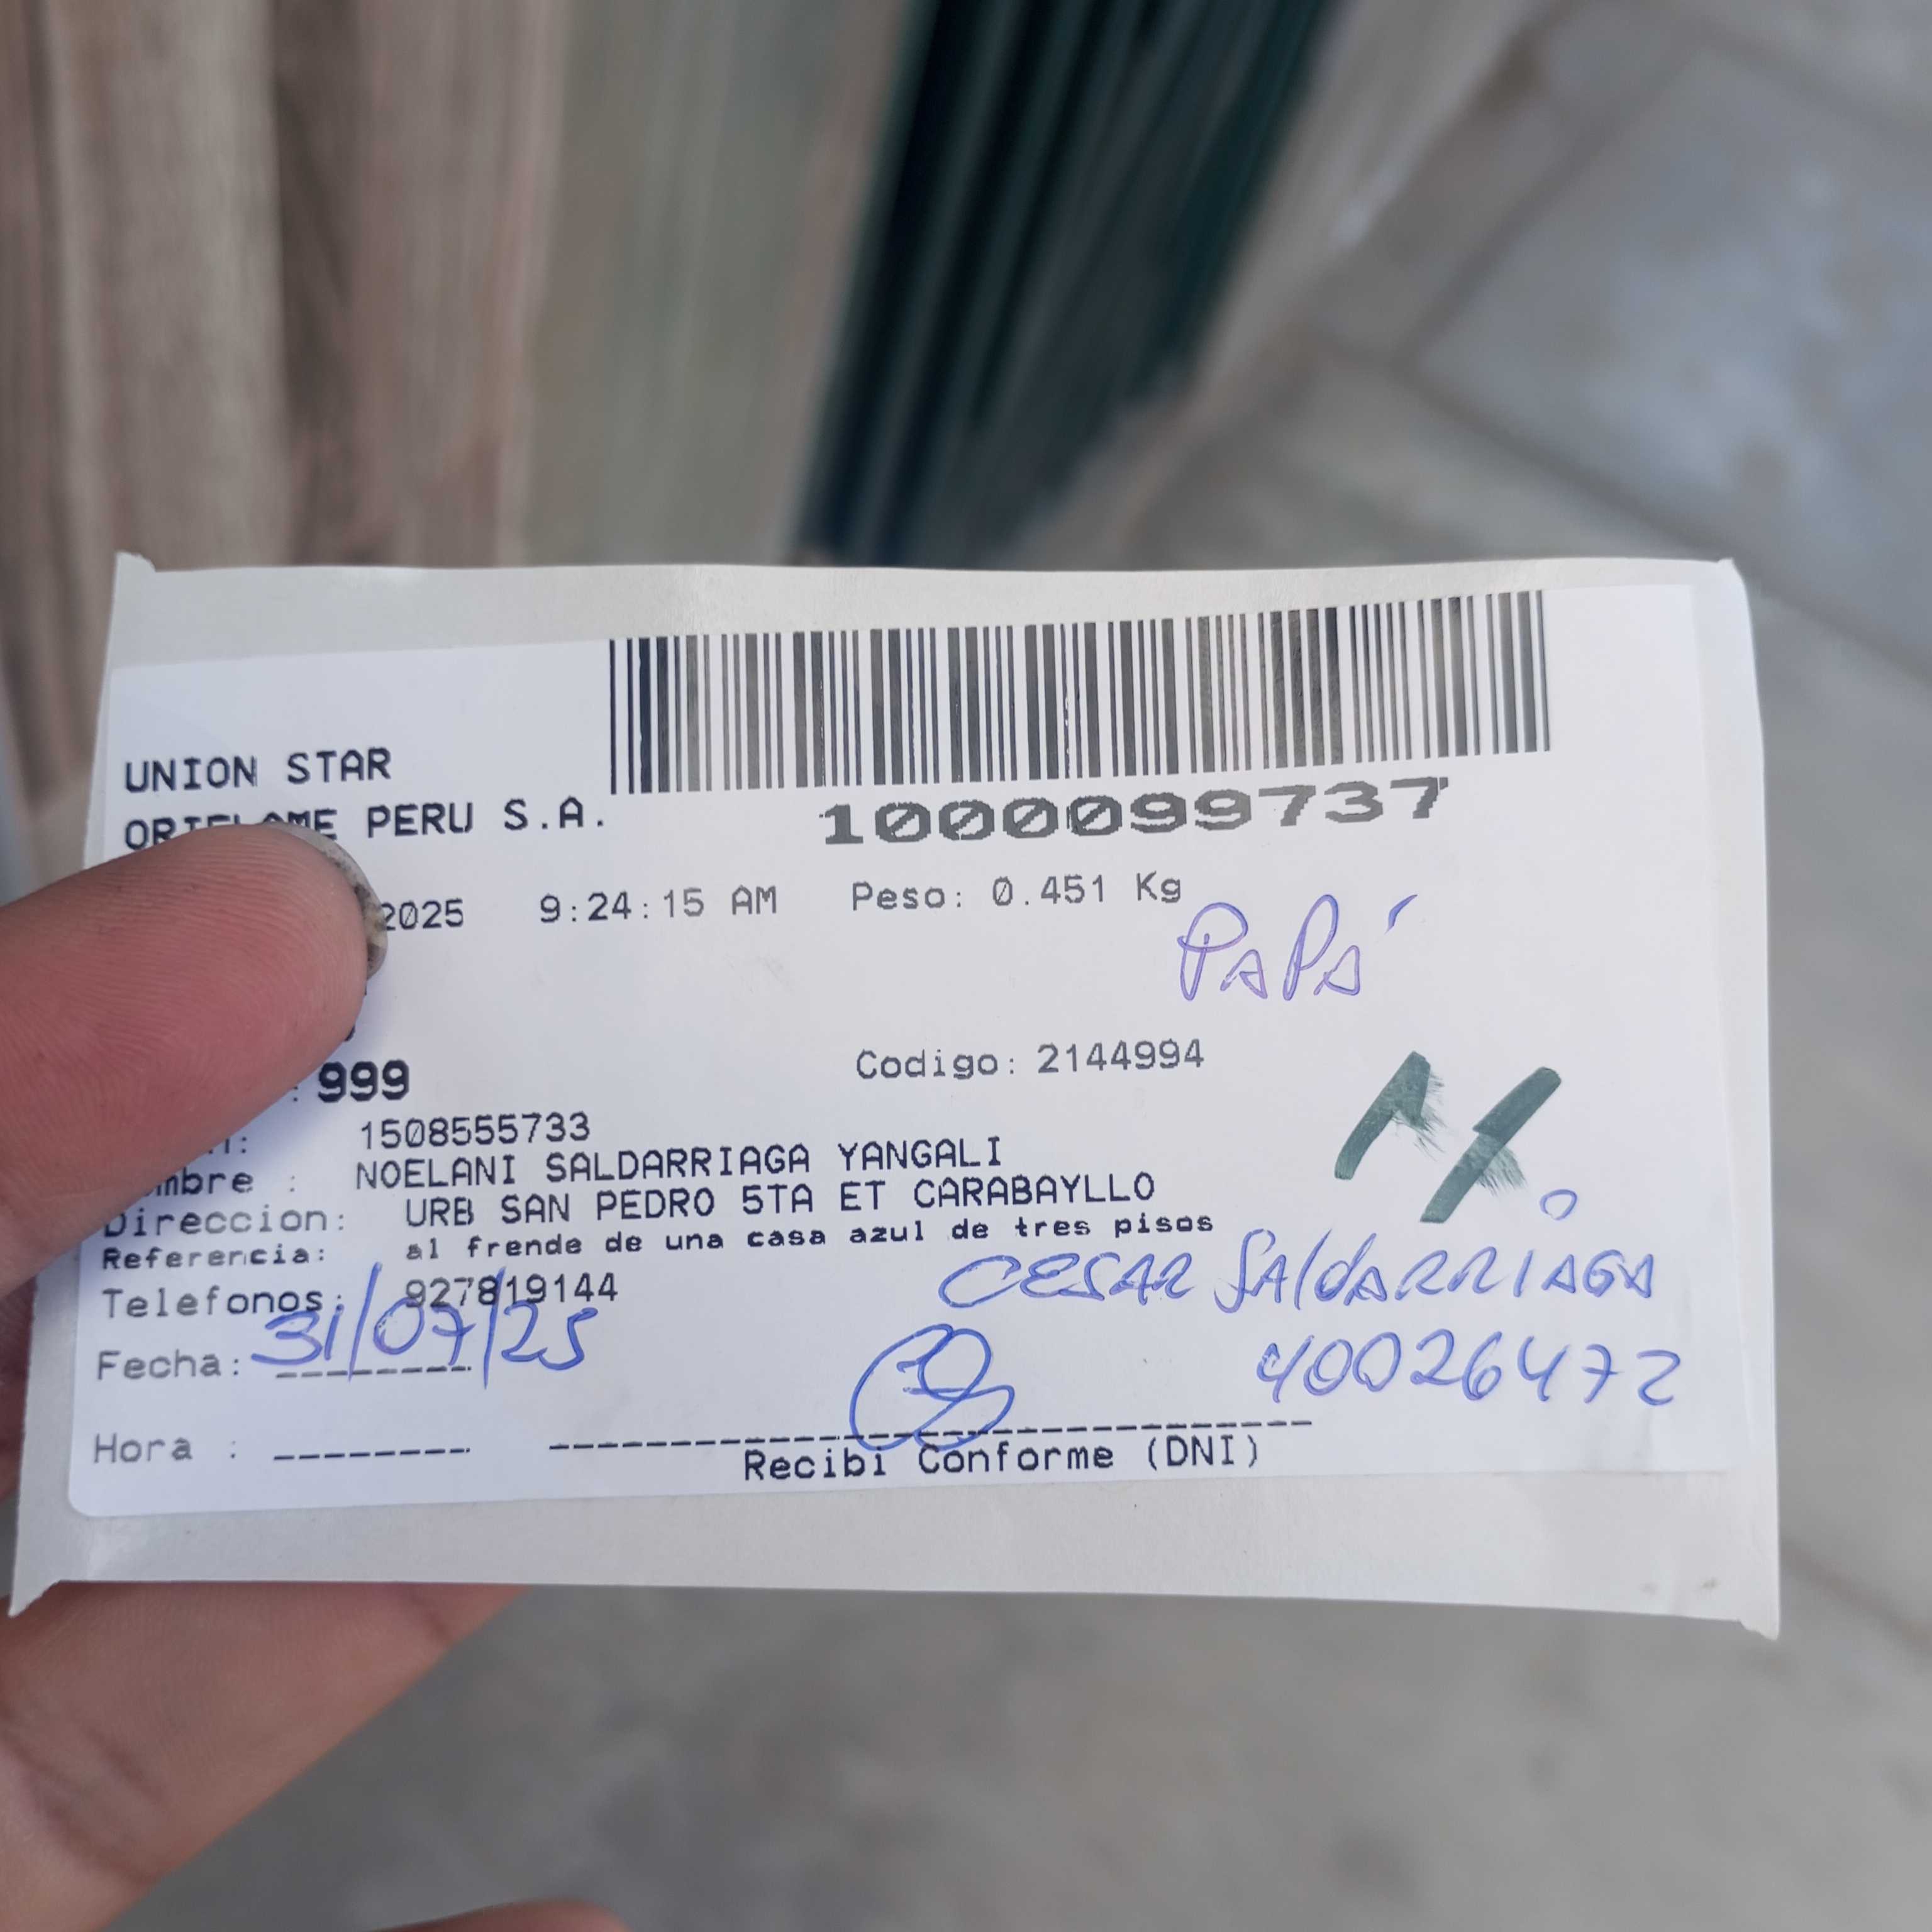 UNION STAR
ORIFLAME PERU S.A.
1000099737
2025 9:24:15 AM Peso: 0.451 Kg
PAPÁ
: 999 Codigo: 2144994
1508555733
mbre : NOELANI SALDARRIAGA YANGALI
Direccion: URB SAN PEDRO 5TA ET CARABAYLLO
Referencia: al frende de una casa azul de tres pisos
Telefonos: 927819144
CESAR SAldARRIAGA
Fecha: 31/07/25
40026472
Hora :
Recibi Conforme (DNI)